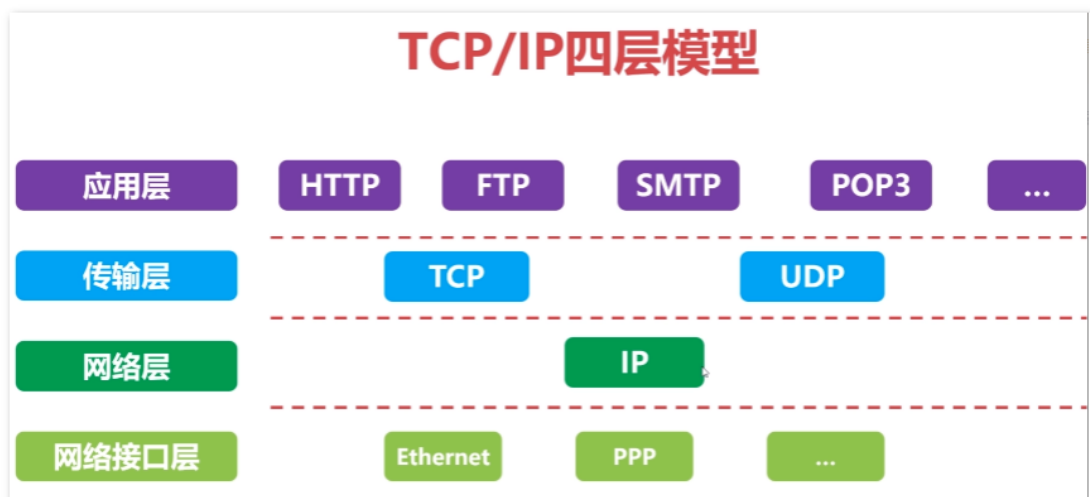 TCP/IP四层模型
应用层 HTTP FTP SMTP POP3 ...
传输层 TCP UDP
网络层 IP
网络接口层 Ethernet PPP ...